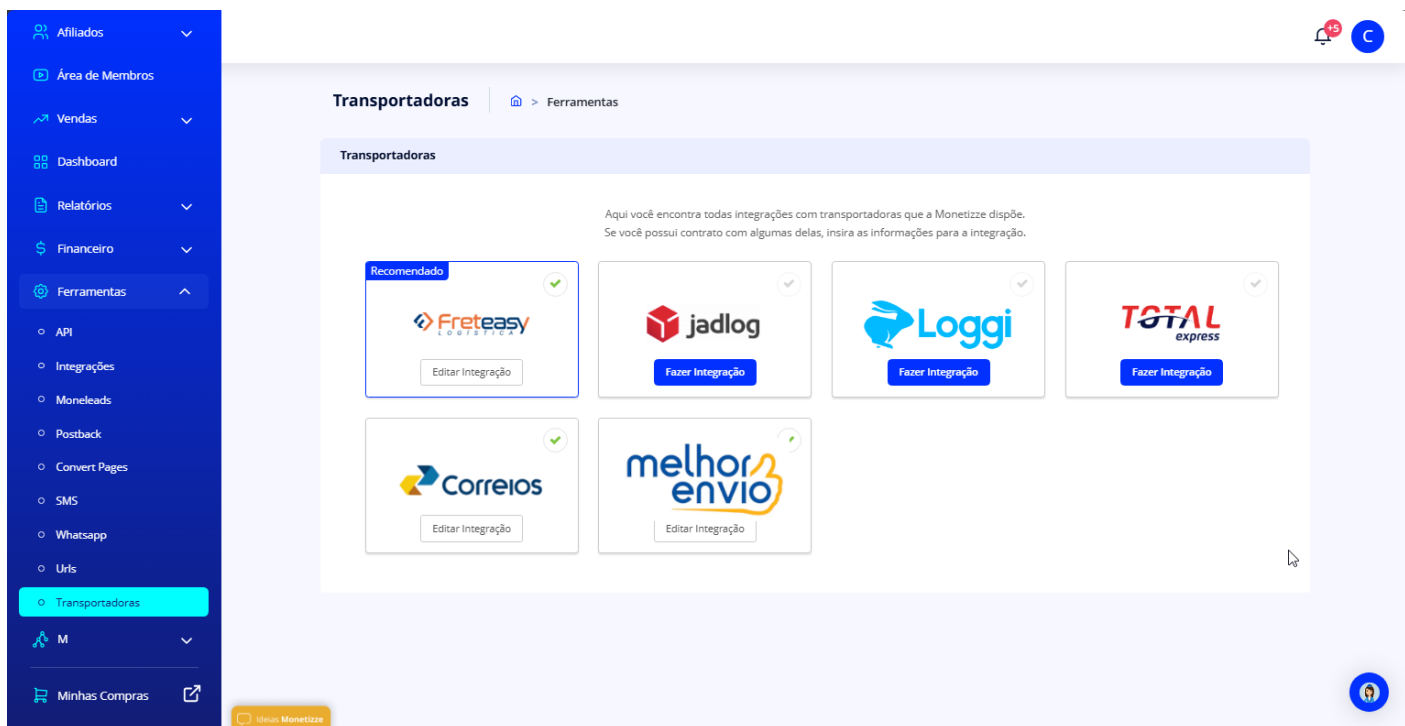 Afiliados
Área de Membros
Vendas
Dashboard
Relatórios
Financeiro
Ferramentas
API
Integrações
Moneleads
Postback
Convert Pages
SMS
Whatsapp
Urls
Transportadoras
M
Minhas Compras
+5
C
Transportadoras > Ferramentas
Transportadoras
Aqui você encontra todas integrações com transportadoras que a Monetizze dispõe.
Se você possui contrato com algumas delas, insira as informações para a integração.
Recomendado
Freteasy
LOGÍSTICA
Editar Integração
jadlog
Fazer Integração
Loggi
Fazer Integração
TOTAL
express
Fazer Integração
Correios
Editar Integração
melhor
envio
Editar Integração
Ideias Monetizze